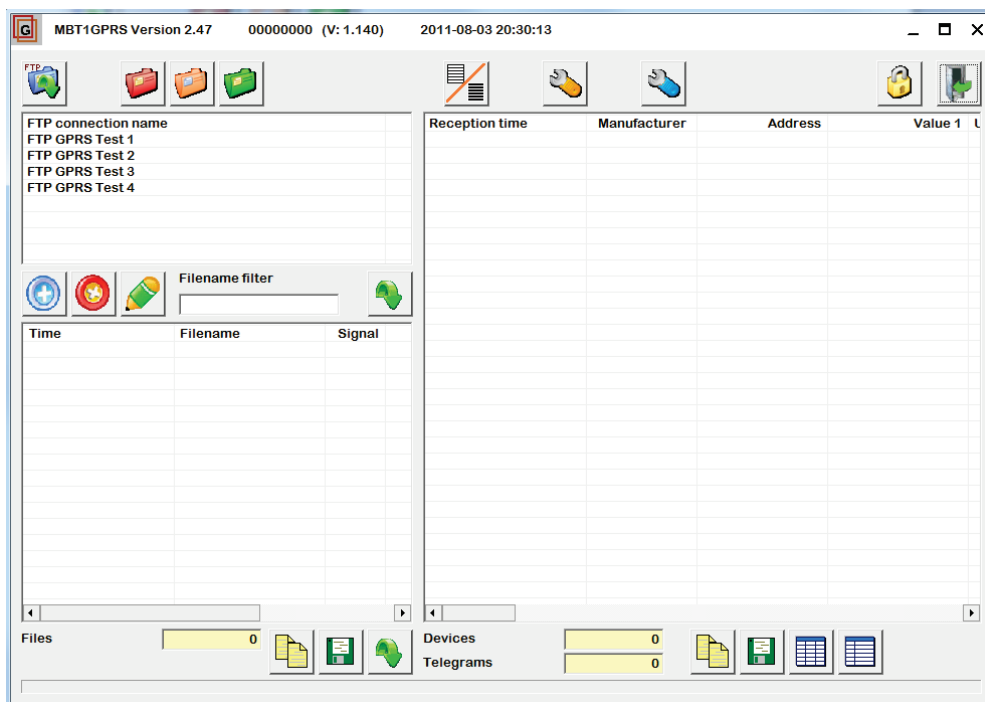 G MBT1GPRS Version 2.47 00000000 (V: 1.140) 2011-08-03 20:30:13
FTP
FTP connection name
FTP GPRS Test 1
FTP GPRS Test 2
FTP GPRS Test 3
FTP GPRS Test 4
Filename filter
Time Filename Signal
Files 0
Reception time Manufacturer Address Value 1 U
Devices 0
Telegrams 0